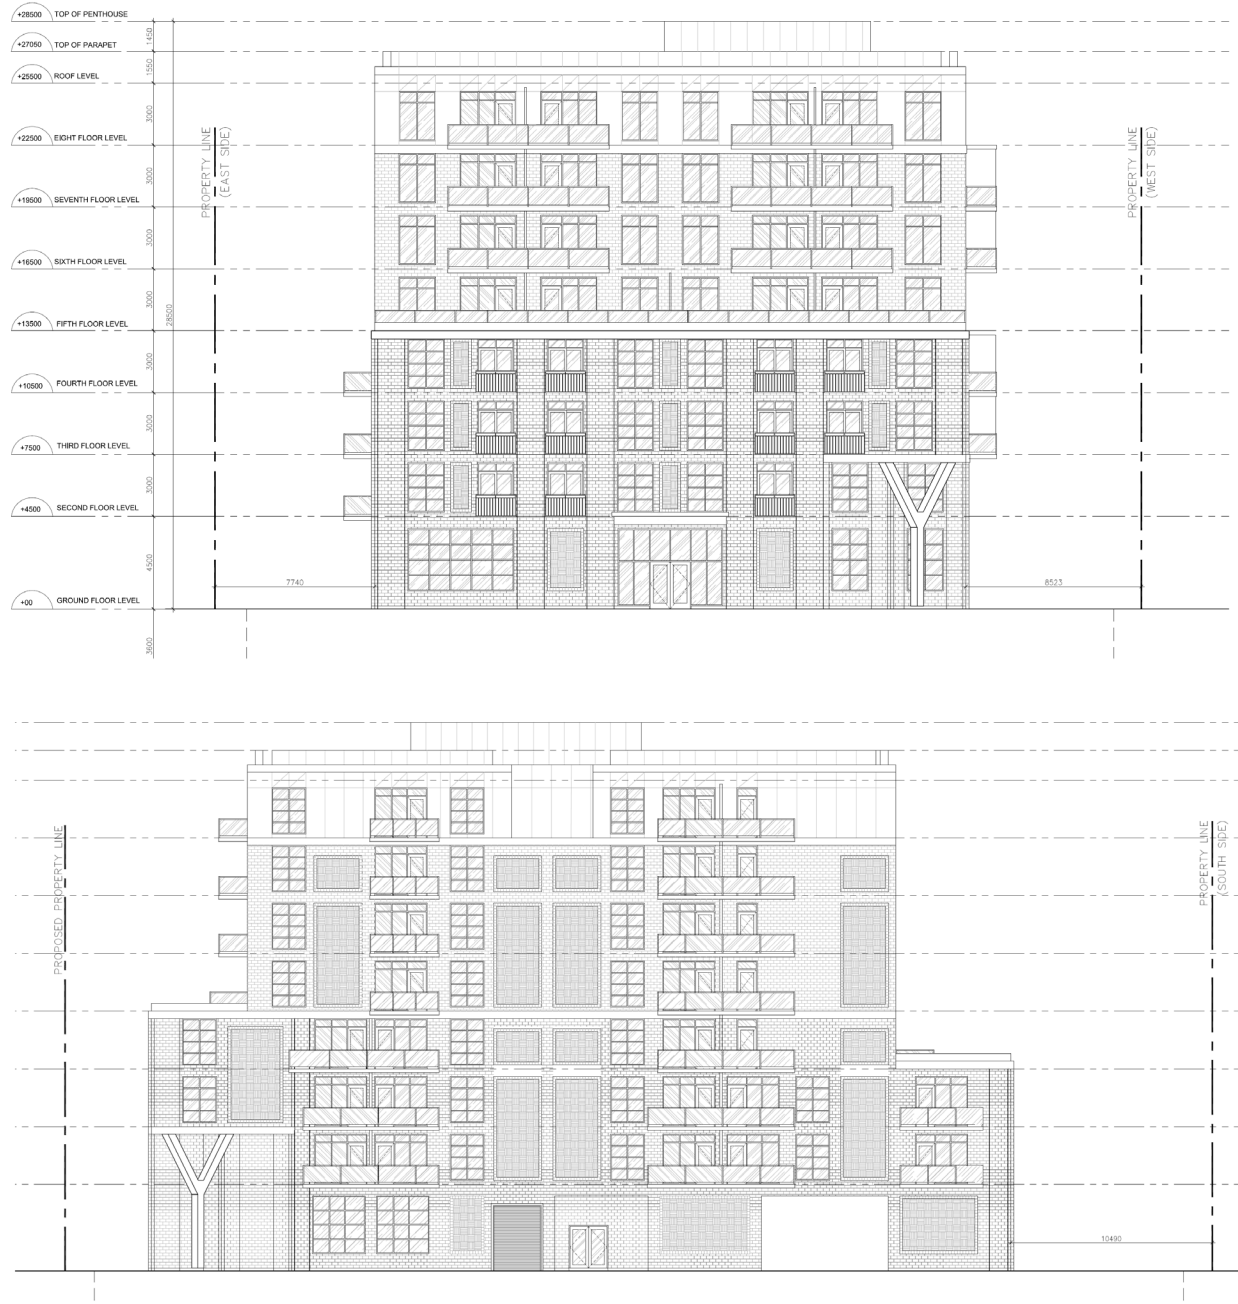 +28500 TOP OF PENTHOUSE
1450
+27050 TOP OF PARAPET
1550
+25500 ROOF LEVEL
3000
+22500 EIGHT FLOOR LEVEL
3000
+19500 SEVENTH FLOOR LEVEL
3000
+16500 SIXTH FLOOR LEVEL
3000
+13500 FIFTH FLOOR LEVEL
28500
3000
+10500 FOURTH FLOOR LEVEL
3000
+7500 THIRD FLOOR LEVEL
3000
+4500 SECOND FLOOR LEVEL
4500
+00 GROUND FLOOR LEVEL
3600
PROPERTY LINE
(EAST SIDE)
PROPERTY LINE
(WEST SIDE)
7740
8523
PROPOSED PROPERTY LINE
PROPERTY LINE
(SOUTH SIDE)
10490